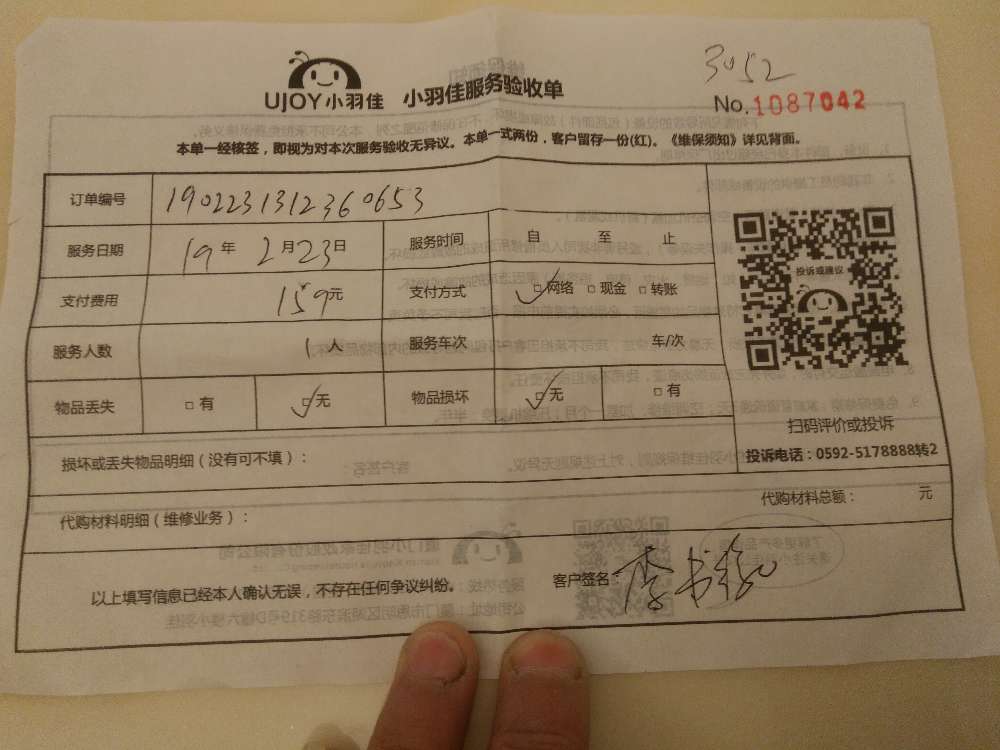 3052
UJOY小羽佳 小羽佳服务验收单
No.1087042
本单一经核签，即视为对本次服务验收无异议。本单一式两份，客户留存一份(红)。《维保须知》详见背面。
订单编号 1902231312360653
服务日期 19年 2月23日 服务时间 自 至 止
支付费用 159元 支付方式 ☑网络 □现金 □转账
服务人数 1人 服务车次 车/次
物品丢失 □有 ☑无 物品损坏 ☑无 □有
投诉或建议
扫码评价或投诉
投诉电话：0592-5178888转2
损坏或丢失物品明细（没有可不填）：
代购材料明细（维修业务）： 代购材料总额： 元
以上填写信息已经本人确认无误，不存在任何争议纠纷。 客户签名： 李书